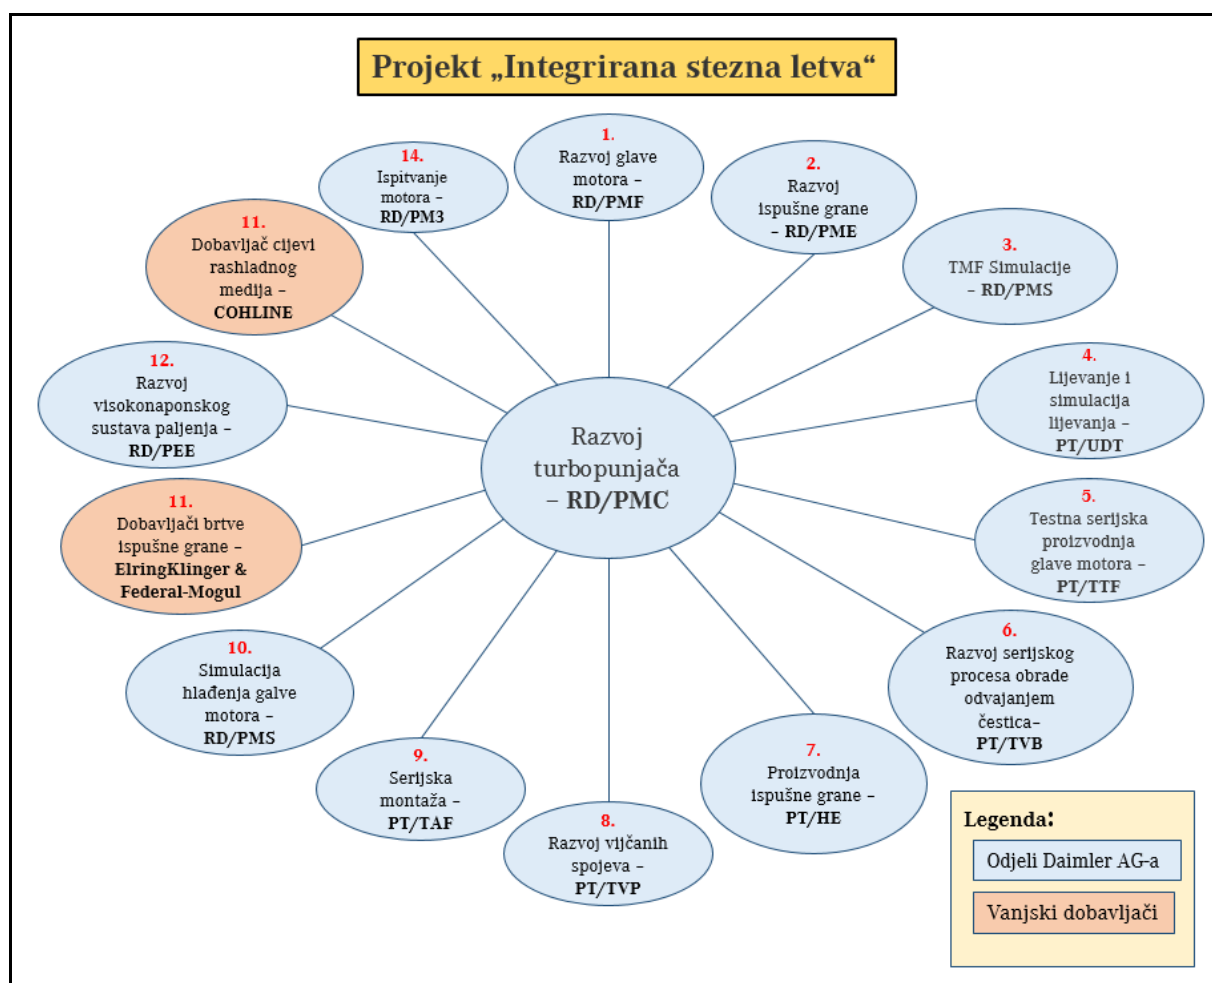 Projekt „Integrirana stezna letva“
1.
Razvoj glave
motora –
RD/PMF
2.
Razvoj
ispušne grane
– RD/PME
3.
TMF Simulacije
– RD/PMS
4.
Lijevanje i
simulacija
lijevanja –
PT/UDT
5.
Testna serijska
proizvodnja
glave motora –
PT/TTF
6.
Razvoj serijskog
procesa obrade
odvajanjem
čestica–
PT/TVB
7.
Proizvodnja
ispušne grane –
PT/HE
8.
Razvoj vijčanih
spojeva –
PT/TVP
9.
Serijska
montaža –
PT/TAF
10.
Simulacija
hlađenja galve
motora –
RD/PMS
11.
Dobavljači brtve
ispušne grane –
ElringKlinger &
Federal-Mogul
12.
Razvoj
visokonaponskog
sustava paljenja –
RD/PEE
11.
Dobavljač cijevi
rashladnog
medija –
COHLINE
14.
Ispitvanje
motora –
RD/PM3
Razvoj
turbopunjača
– RD/PMC
Legenda:
Odjeli Daimler AG-a
Vanjski dobavljači